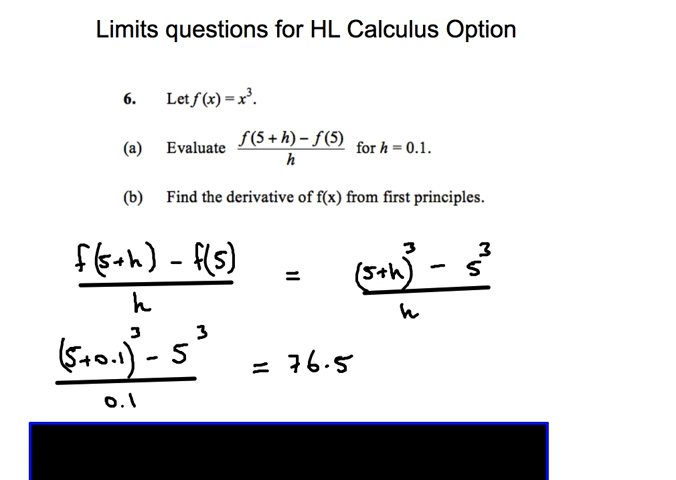 Limits questions for HL Calculus Option
6. Let f(x) = x³.
(a) Evaluate (f(5 + h) − f(5))/h for h = 0.1.
(b) Find the derivative of f(x) from first principles.
(f(5+h) - f(5))/h = ((5+h)³ - 5³)/h
((5+0.1)³ - 5³)/0.1 = 76.5